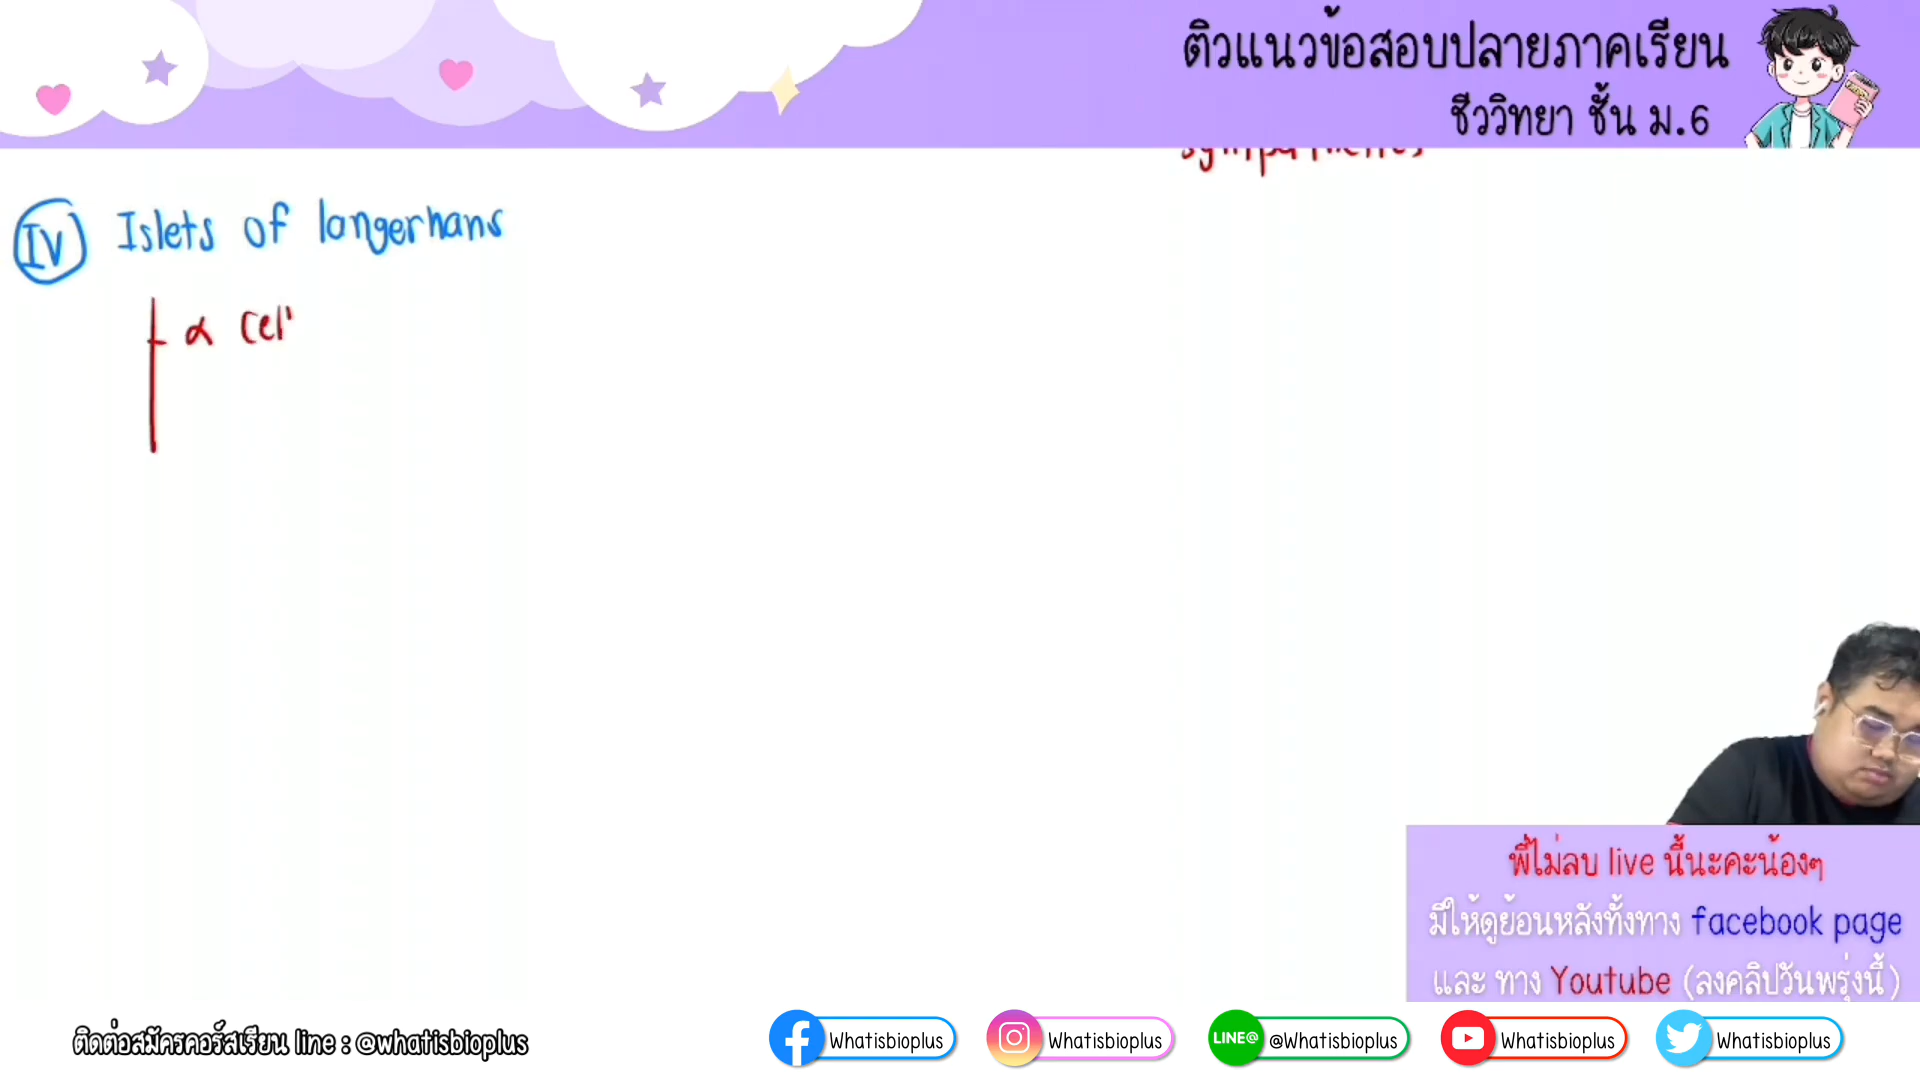 ติวแนวข้อสอบปลายภาคเรียน
ชีววิทยา ชั้น ม.6
IV Islets of langerhans
α Cell
พี่ไม่ลบ live นี้นะคะน้องๆ
มีให้ดูย้อนหลังทั้งทาง facebook page
และ ทาง Youtube (ลงคลิปวันพรุ่งนี้)
ติดต่อสมัครคอร์สเรียน line : @whatisbioplus
Whatisbioplus
Whatisbioplus
LINE@ @Whatisbioplus
Whatisbioplus
Whatisbioplus